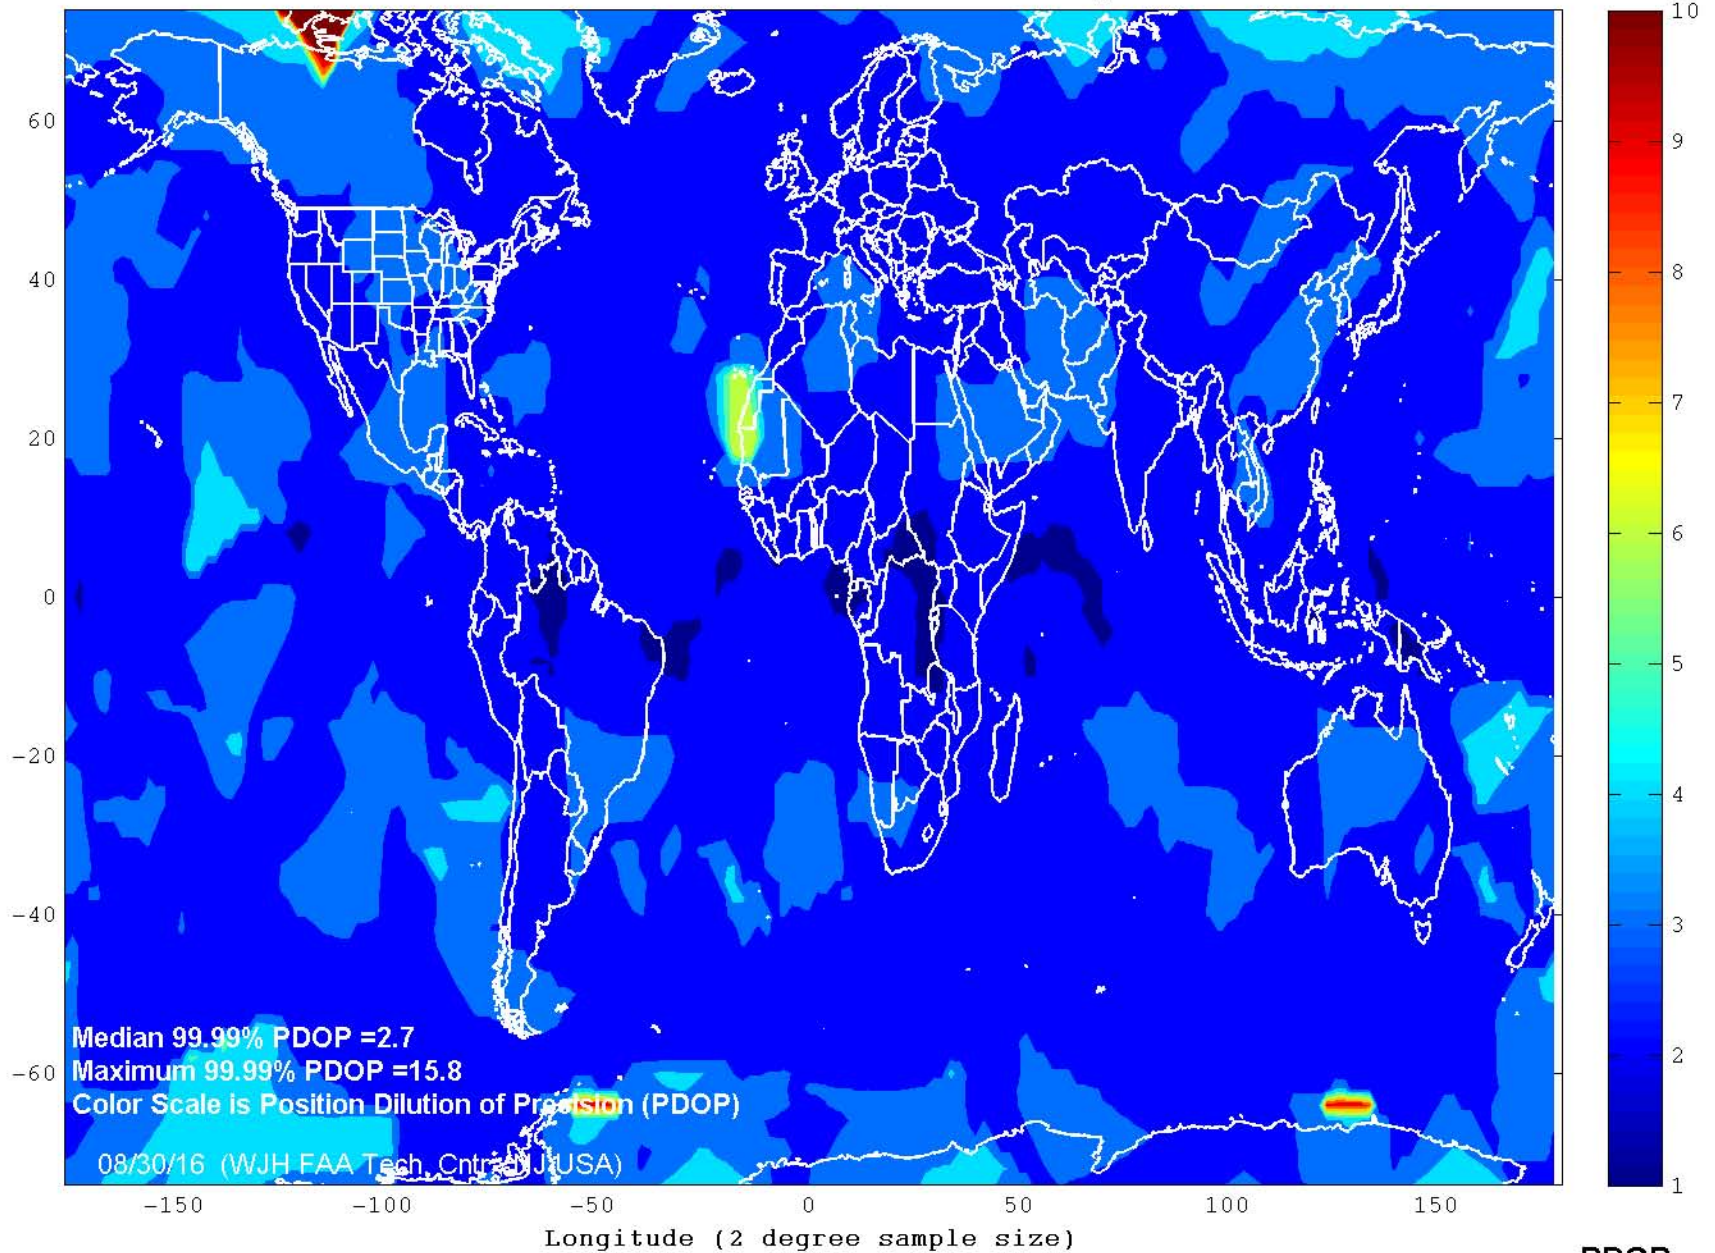 10
9
8
7
6
5
4
3
2
1
60
40
20
0
−20
−40
−60
Median 99.99% PDOP =2.7
Maximum 99.99% PDOP =15.8
Color Scale is Position Dilution of Precision (PDOP)
08/30/16 (WJH FAA Tech. Cntr. NJ USA)
−150 −100 −50 0 50 100 150
Longitude (2 degree sample size)
PDOP